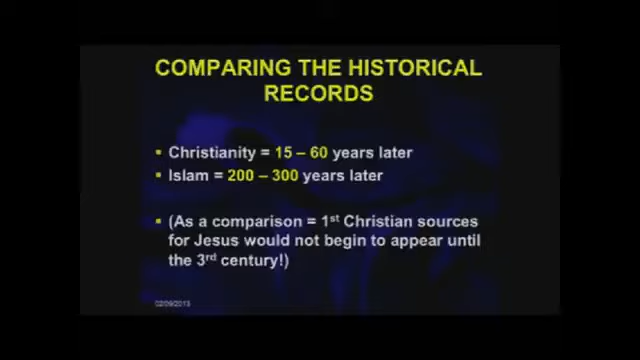 COMPARING THE HISTORICAL
RECORDS
▪ Christianity = 15 – 60 years later
▪ Islam = 200 – 300 years later
▪ (As a comparison = 1st Christian sources
for Jesus would not begin to appear until
the 3rd century!)
02/09/2013